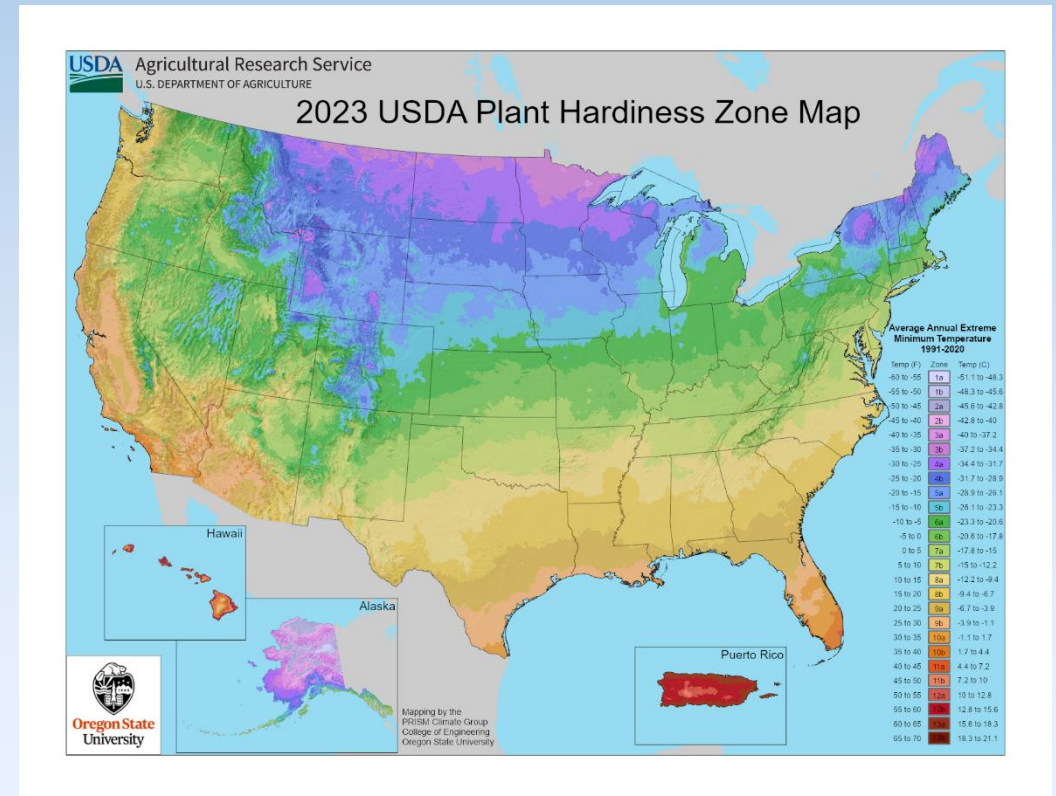 USDA Agricultural Research Service
U.S. DEPARTMENT OF AGRICULTURE
2023 USDA Plant Hardiness Zone Map
Average Annual Extreme
Minimum Temperature
1991-2020
Temp (F) Zone Temp (C)
-60 to -55 1a -51.1 to -48.3
-55 to -50 1b -48.3 to -45.6
-50 to -45 2a -45.6 to -42.8
-45 to -40 2b -42.8 to -40
-40 to -35 3a -40 to -37.2
-35 to -30 3b -37.2 to -34.4
-30 to -25 4a -34.4 to -31.7
-25 to -20 4b -31.7 to -28.9
-20 to -15 5a -28.9 to -26.1
-15 to -10 5b -26.1 to -23.3
-10 to -5 6a -23.3 to -20.6
-5 to 0 6b -20.6 to -17.8
0 to 5 7a -17.8 to -15
5 to 10 7b -15 to -12.2
10 to 15 8a -12.2 to -9.4
15 to 20 8b -9.4 to -6.7
20 to 25 9a -6.7 to -3.9
25 to 30 9b -3.9 to -1.1
30 to 35 10a -1.1 to 1.7
35 to 40 10b 1.7 to 4.4
40 to 45 11a 4.4 to 7.2
45 to 50 11b 7.2 to 10
50 to 55 12a 10 to 12.8
55 to 60 12b 12.8 to 15.6
60 to 65 13a 15.6 to 18.3
65 to 70 13b 18.3 to 21.1
Hawaii
Alaska
Puerto Rico
Mapping by the
PRISM Climate Group
College of Engineering
Oregon State University
Oregon State
University